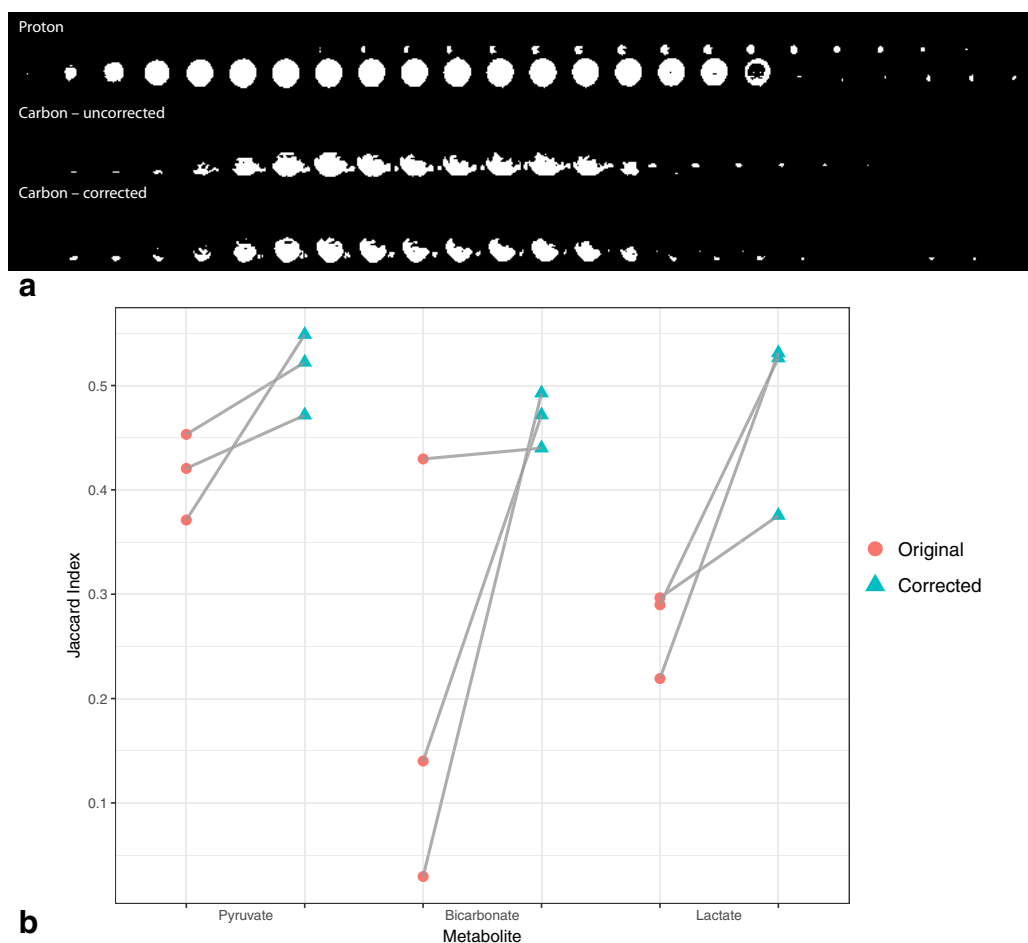 Proton
Carbon – uncorrected
Carbon – corrected
a
0.5
0.4
0.3
0.2
0.1
Jaccard Index
Pyruvate
Bicarbonate
Lactate
Metabolite
Original
Corrected
b